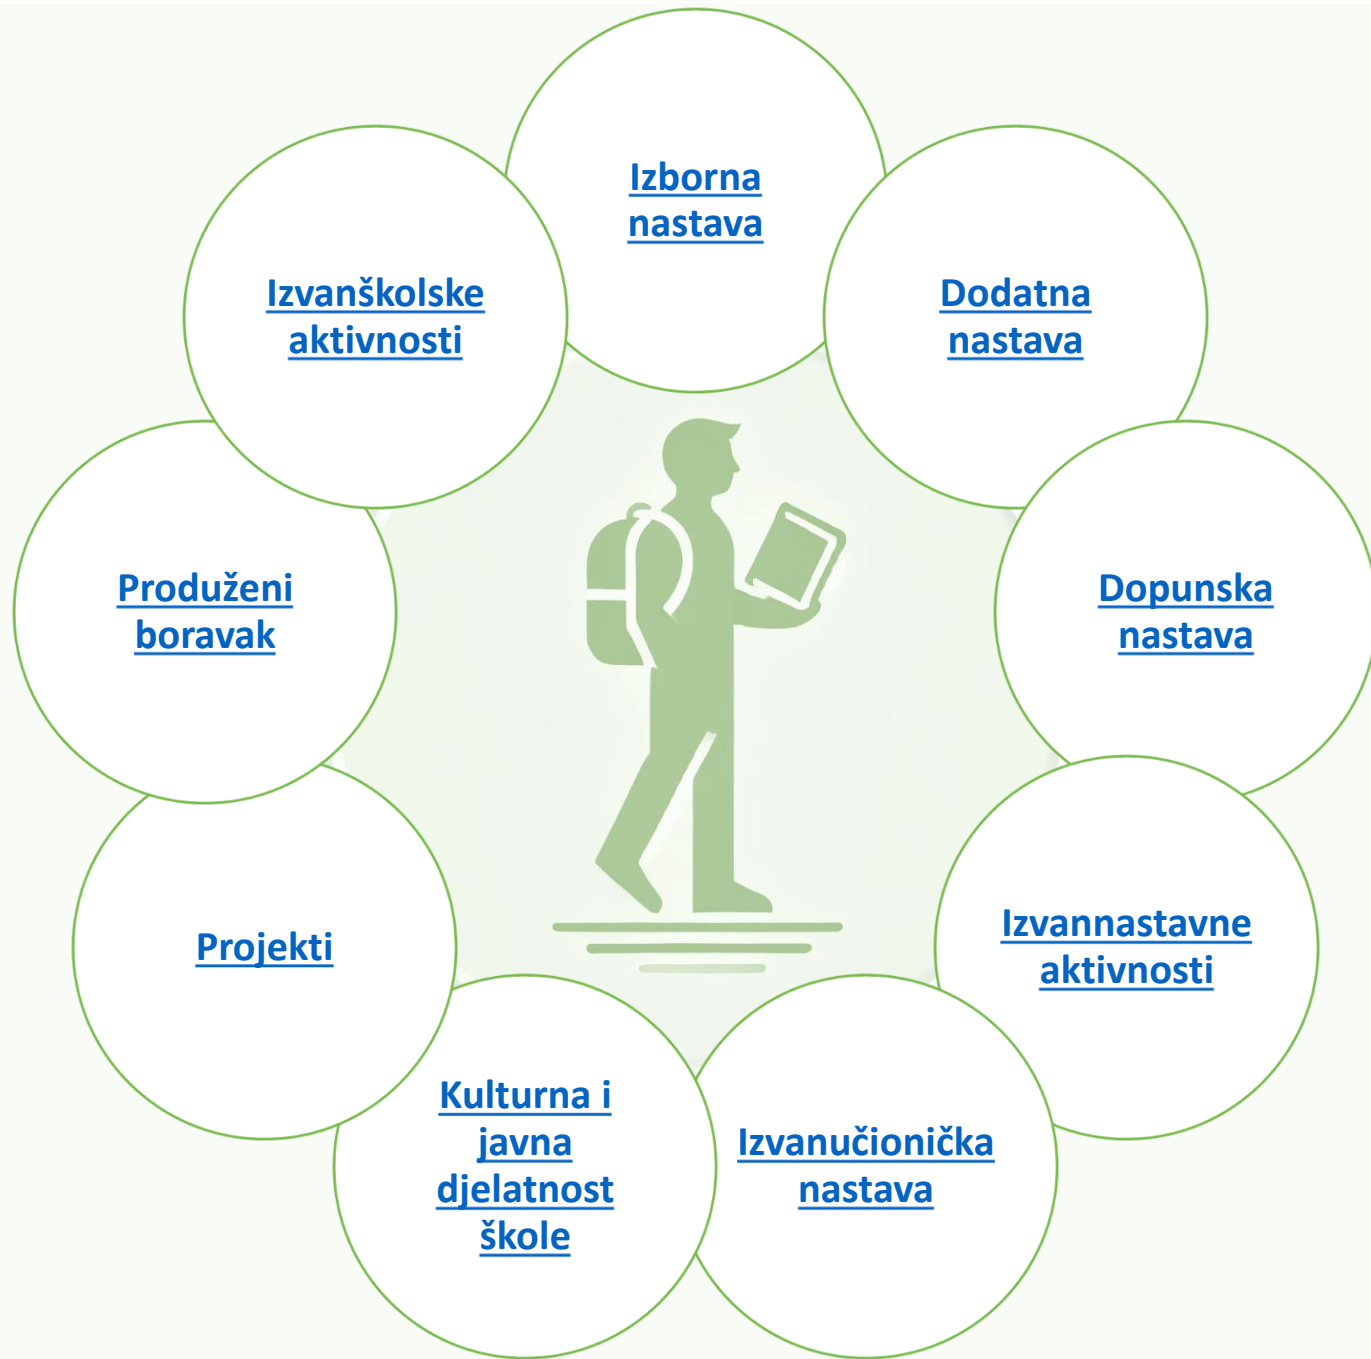 Izborna
nastava
Dodatna
nastava
Dopunska
nastava
Izvannastavne
aktivnosti
Izvanučionička
nastava
Kulturna i
javna
djelatnost
škole
Projekti
Produženi
boravak
Izvanškolske
aktivnosti